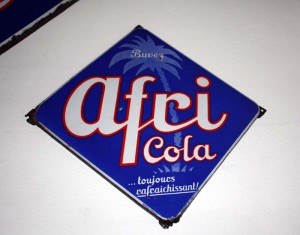 Buvez
afri
Cola
... toujours
rafraichissant!